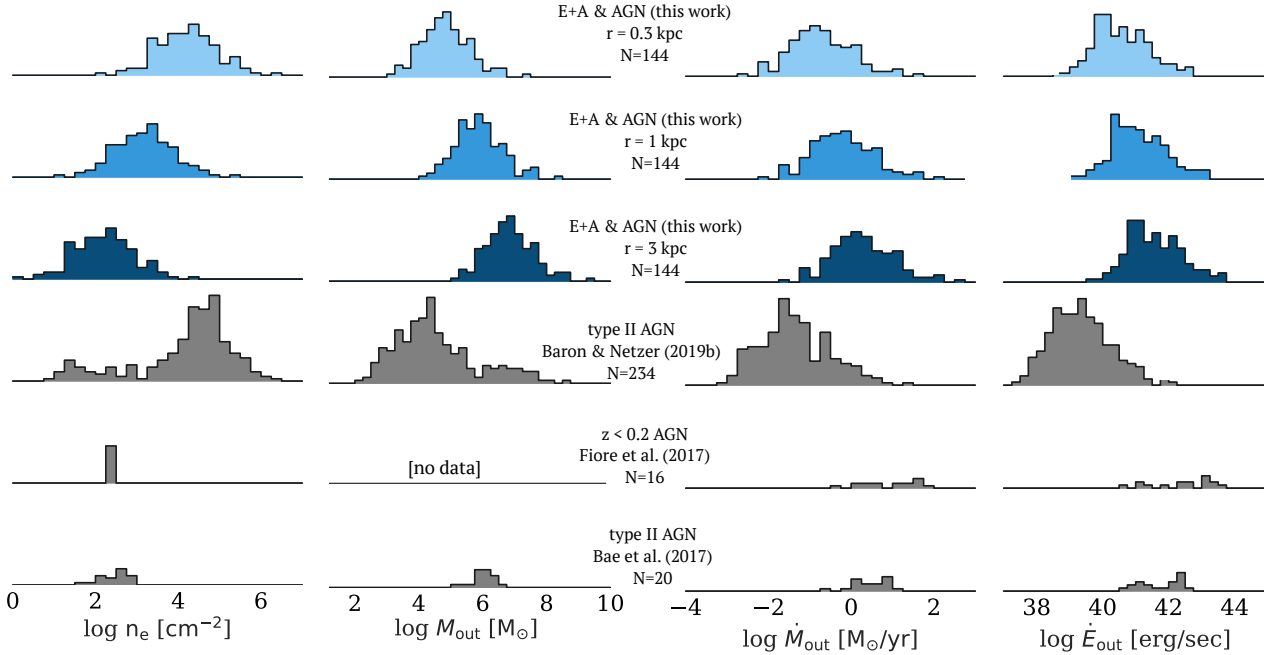 E+A & AGN (this work)
r = 0.3 kpc
N=144
E+A & AGN (this work)
r = 1 kpc
N=144
E+A & AGN (this work)
r = 3 kpc
N=144
type II AGN
Baron & Netzer (2019b)
N=234
z < 0.2 AGN
Fiore et al. (2017)
N=16
[no data]
type II AGN
Bae et al. (2017)
N=20
0 2 4 6
2 4 6 8 10
−4 −2 0 2
38 40 42 44
log n_e [cm⁻²]
log M_out [M_⊙]
log Ṁ_out [M_⊙/yr]
log Ė_out [erg/sec]